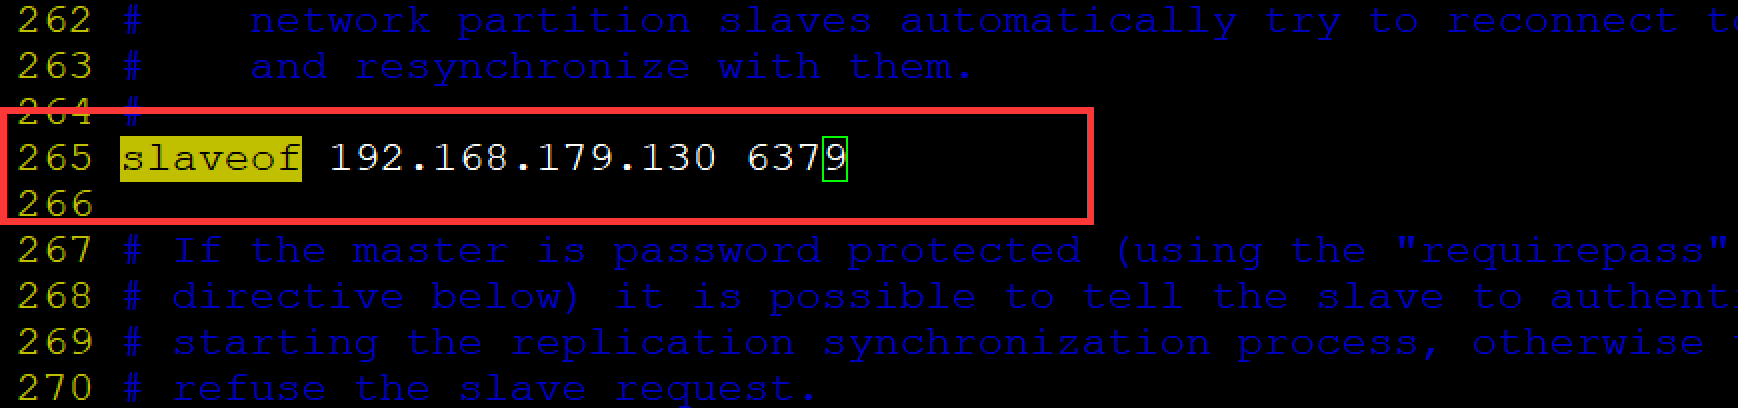 262 #    network partition slaves automatically try to reconnect
263 #    and resynchronize with them.
264 #
265 slaveof 192.168.179.130 6379
266
267 # If the master is password protected (using the "requirepass"
268 # directive below) it is possible to tell the slave to
269 # starting the replication synchronization process, otherwise
270 # refuse the slave request.